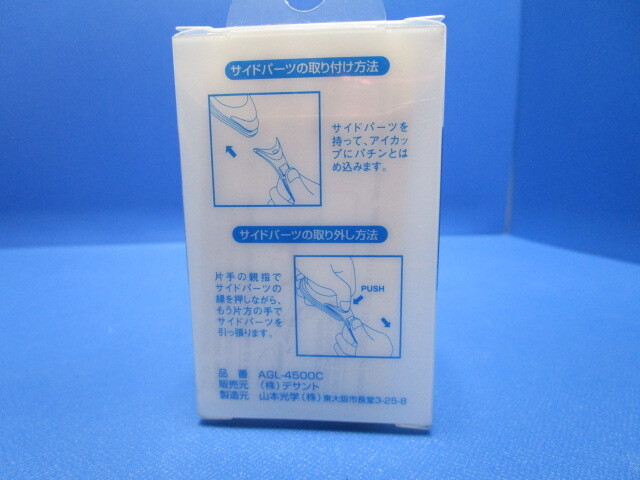 サイドパーツの取り付け方法
サイドパーツを
持って、アイカッ
プにパチンとは
め込みます。
サイドパーツの取り外し方法
片手の親指で
サイドパーツの
縁を押しながら、
もう片方の手で
サイドパーツを
引っ張ります。
PUSH
品 番 AGL-4500C
販売元 (株)デサント
製造元 山本光学(株)東大阪市長堂3-25-8